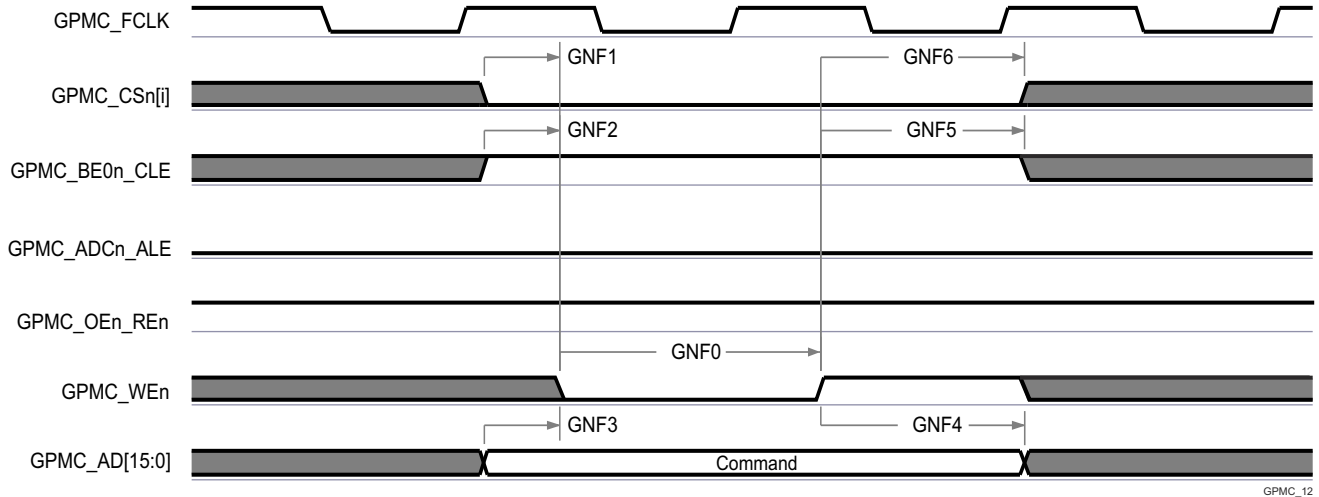 GPMC_FCLK
GNF1
GNF6
GPMC_CSn[i]
GNF2
GNF5
GPMC_BE0n_CLE
GPMC_ADCn_ALE
GPMC_OEn_REn
GNF0
GPMC_WEn
GNF3
GNF4
GPMC_AD[15:0]
Command
GPMC_12